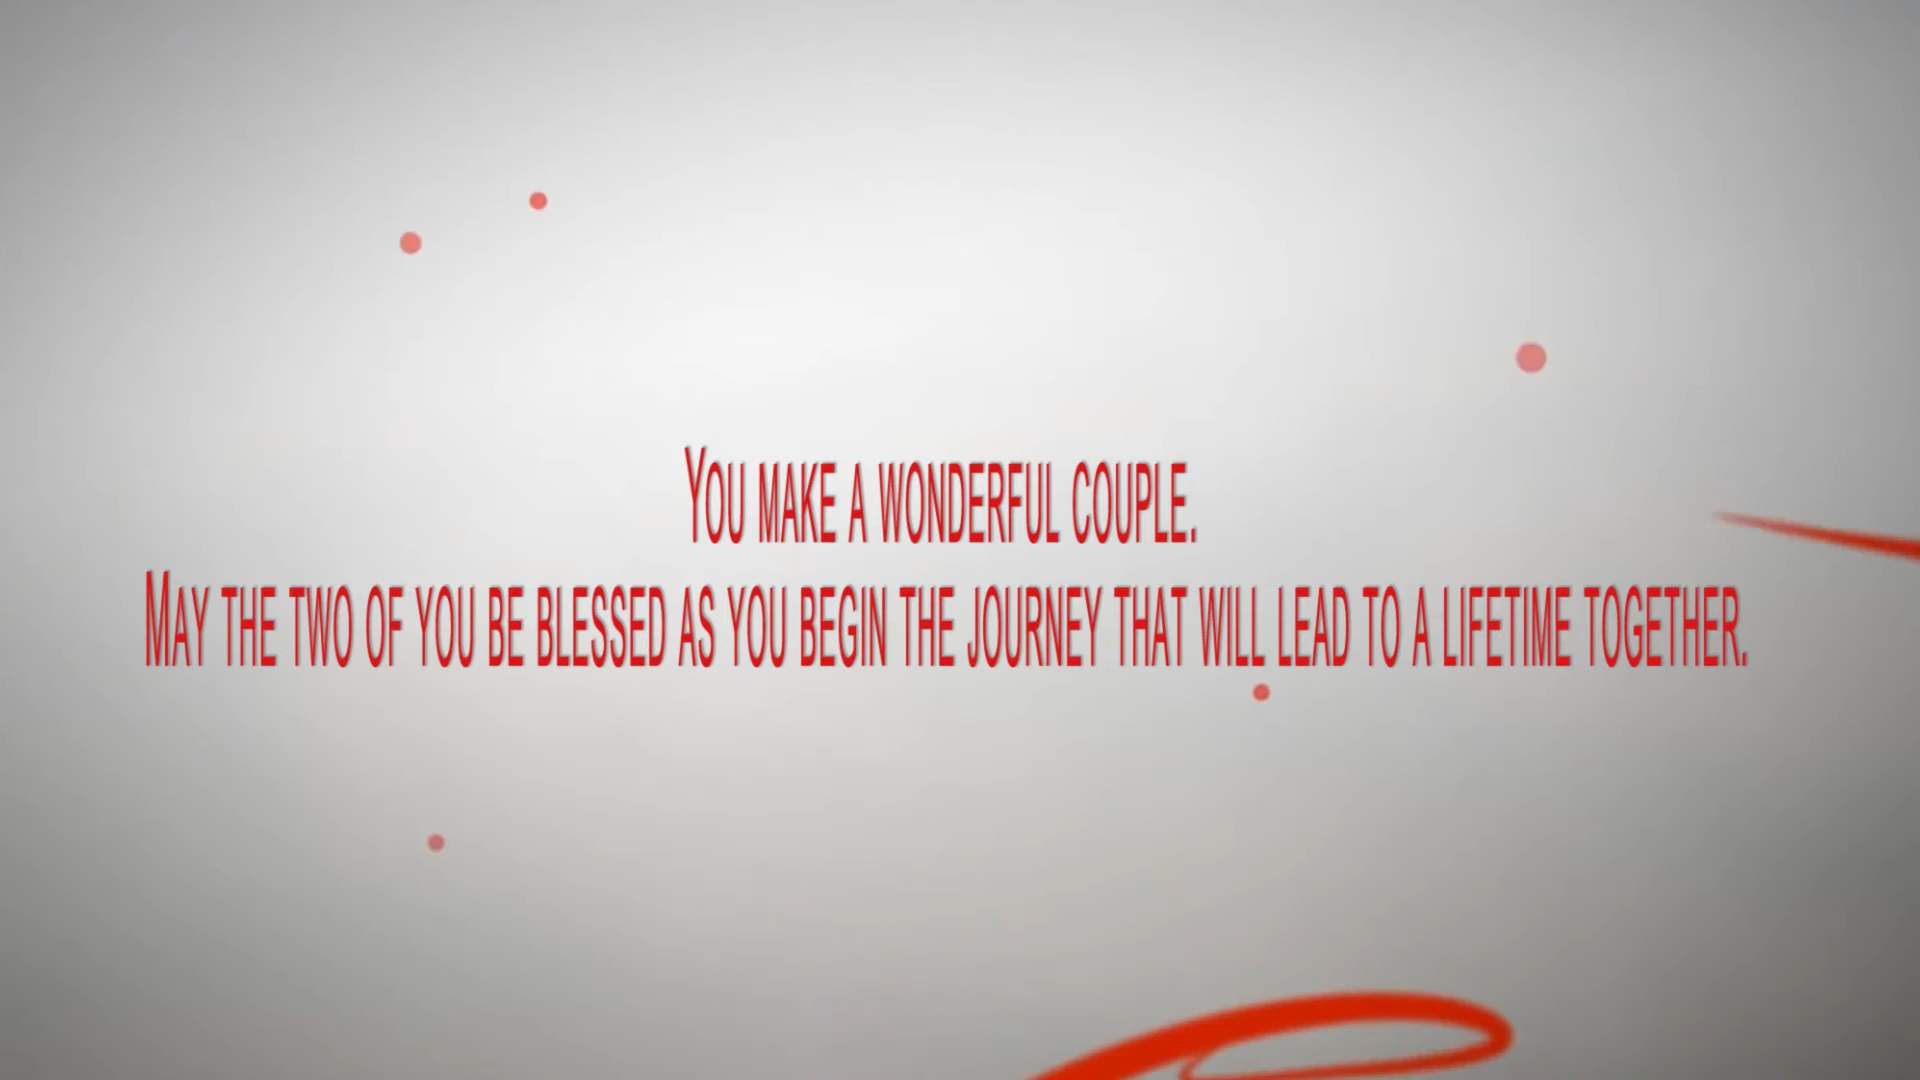 You make a wonderful couple.
May the two of you be blessed as you begin the journey that will lead to a lifetime together.